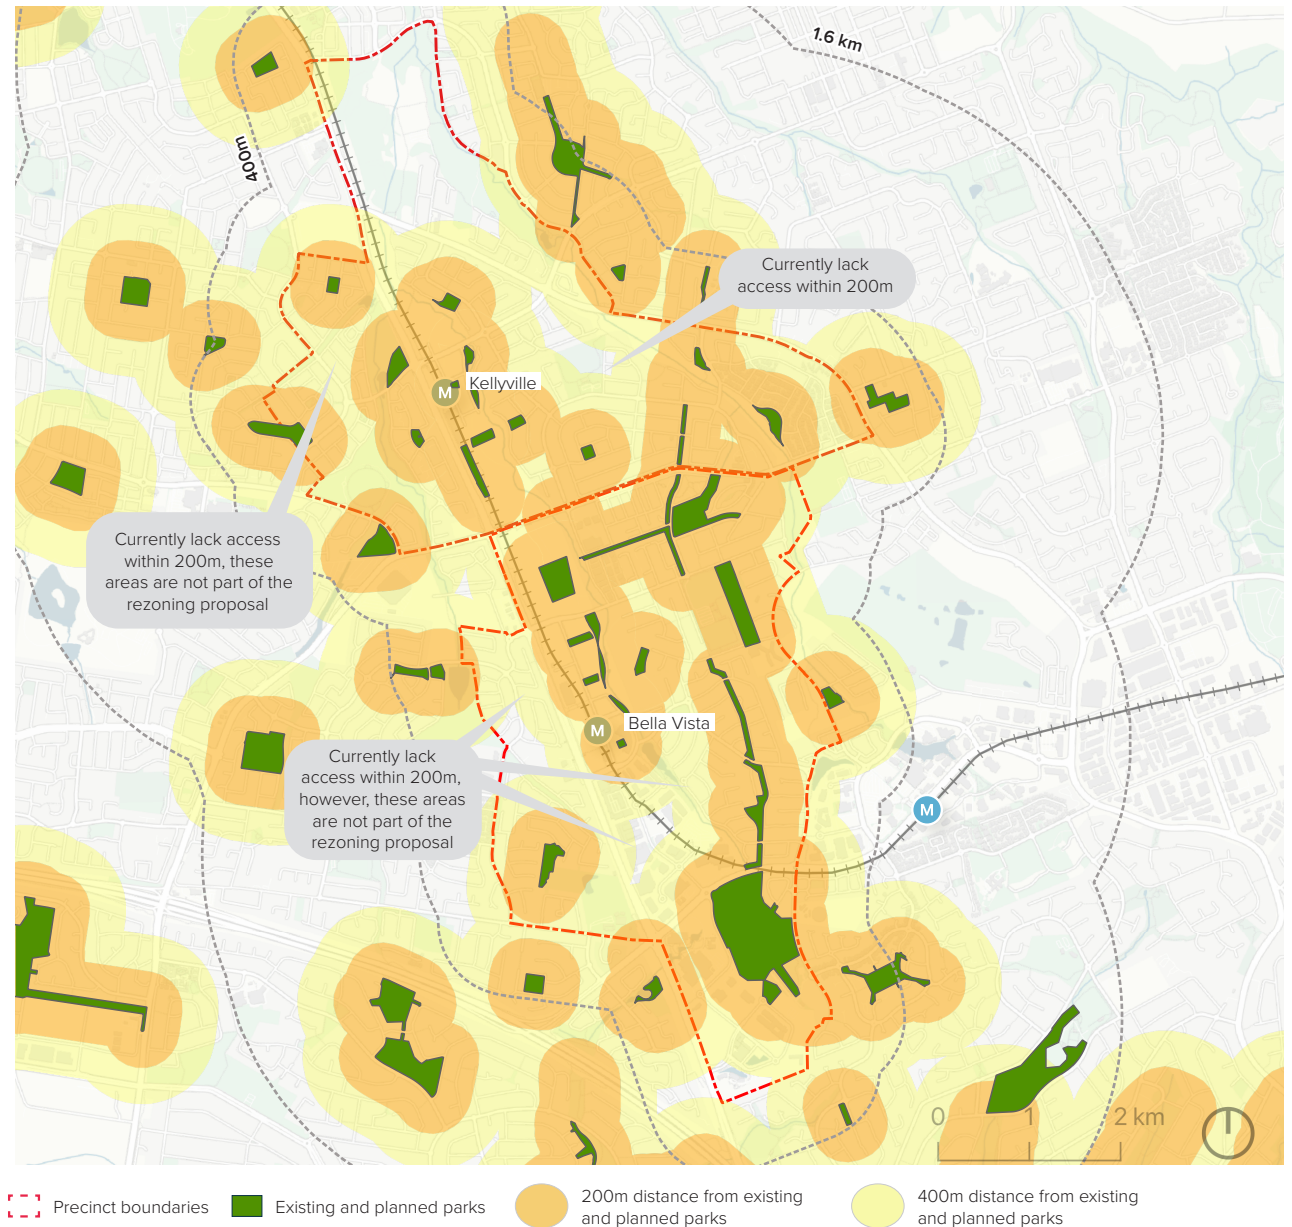 1.6 km
400m
Currently lack
access within 200m
M
Kellyville
Currently lack access
within 200m, these
areas are not part of the
rezoning proposal
M
Bella Vista
Currently lack
access within 200m,
however, these areas
are not part of the
rezoning proposal
M
0 1 2 km
Precinct boundaries
Existing and planned parks
200m distance from existing
and planned parks
400m distance from existing
and planned parks